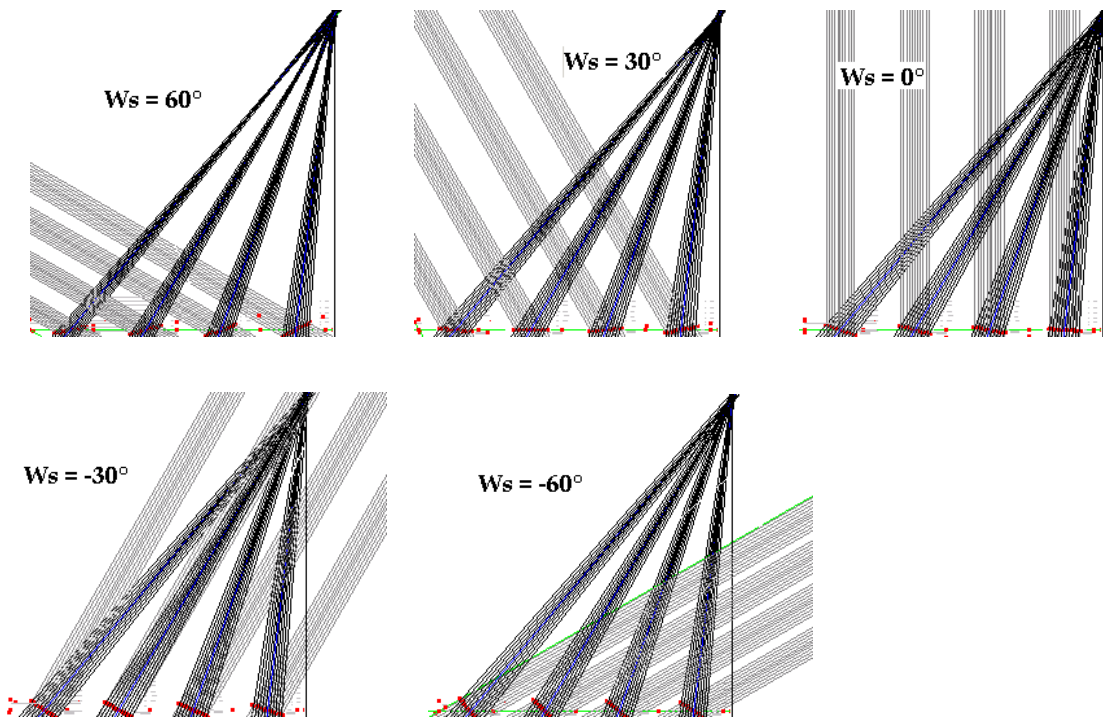 Ws = 60°
Ws = 30°
Ws = 0°
Ws = -30°
Ws = -60°